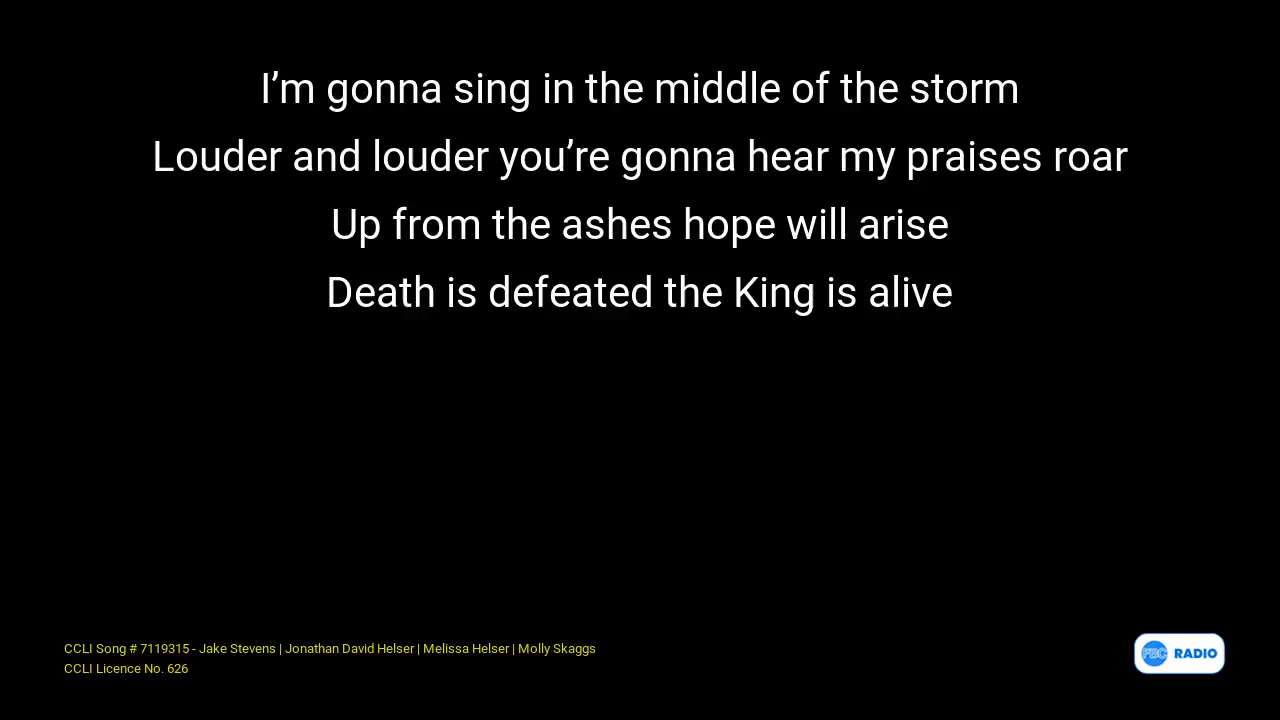 I’m gonna sing in the middle of the storm
Louder and louder you’re gonna hear my praises roar
Up from the ashes hope will arise
Death is defeated the King is alive
CCLI Song # 7119315 - Jake Stevens | Jonathan David Helser | Melissa Helser | Molly Skaggs
CCLI Licence No. 626
FBC RADIO